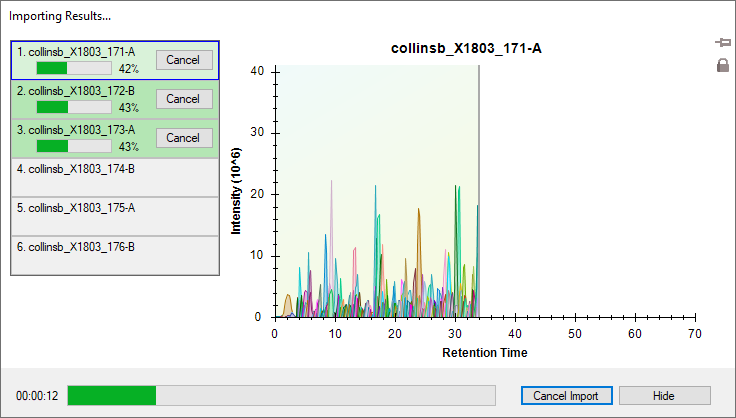 Importing Results...
1. collinsb_X1803_171-A
42%
Cancel
2. collinsb_X1803_172-B
43%
Cancel
3. collinsb_X1803_173-A
43%
Cancel
4. collinsb_X1803_174-B
5. collinsb_X1803_175-A
6. collinsb_X1803_176-B
collinsb_X1803_171-A
Intensity (10^6)
40
30
20
10
0
0 10 20 30 40 50 60 70
Retention Time
00:00:12
Cancel Import
Hide